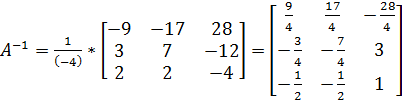 A⁻¹ = 1/(−4) * [−9 −17 28; 3 7 −12; 2 2 −4] = [9/4 17/4 −28/4; −3/4 −7/4 3; −1/2 −1/2 1]